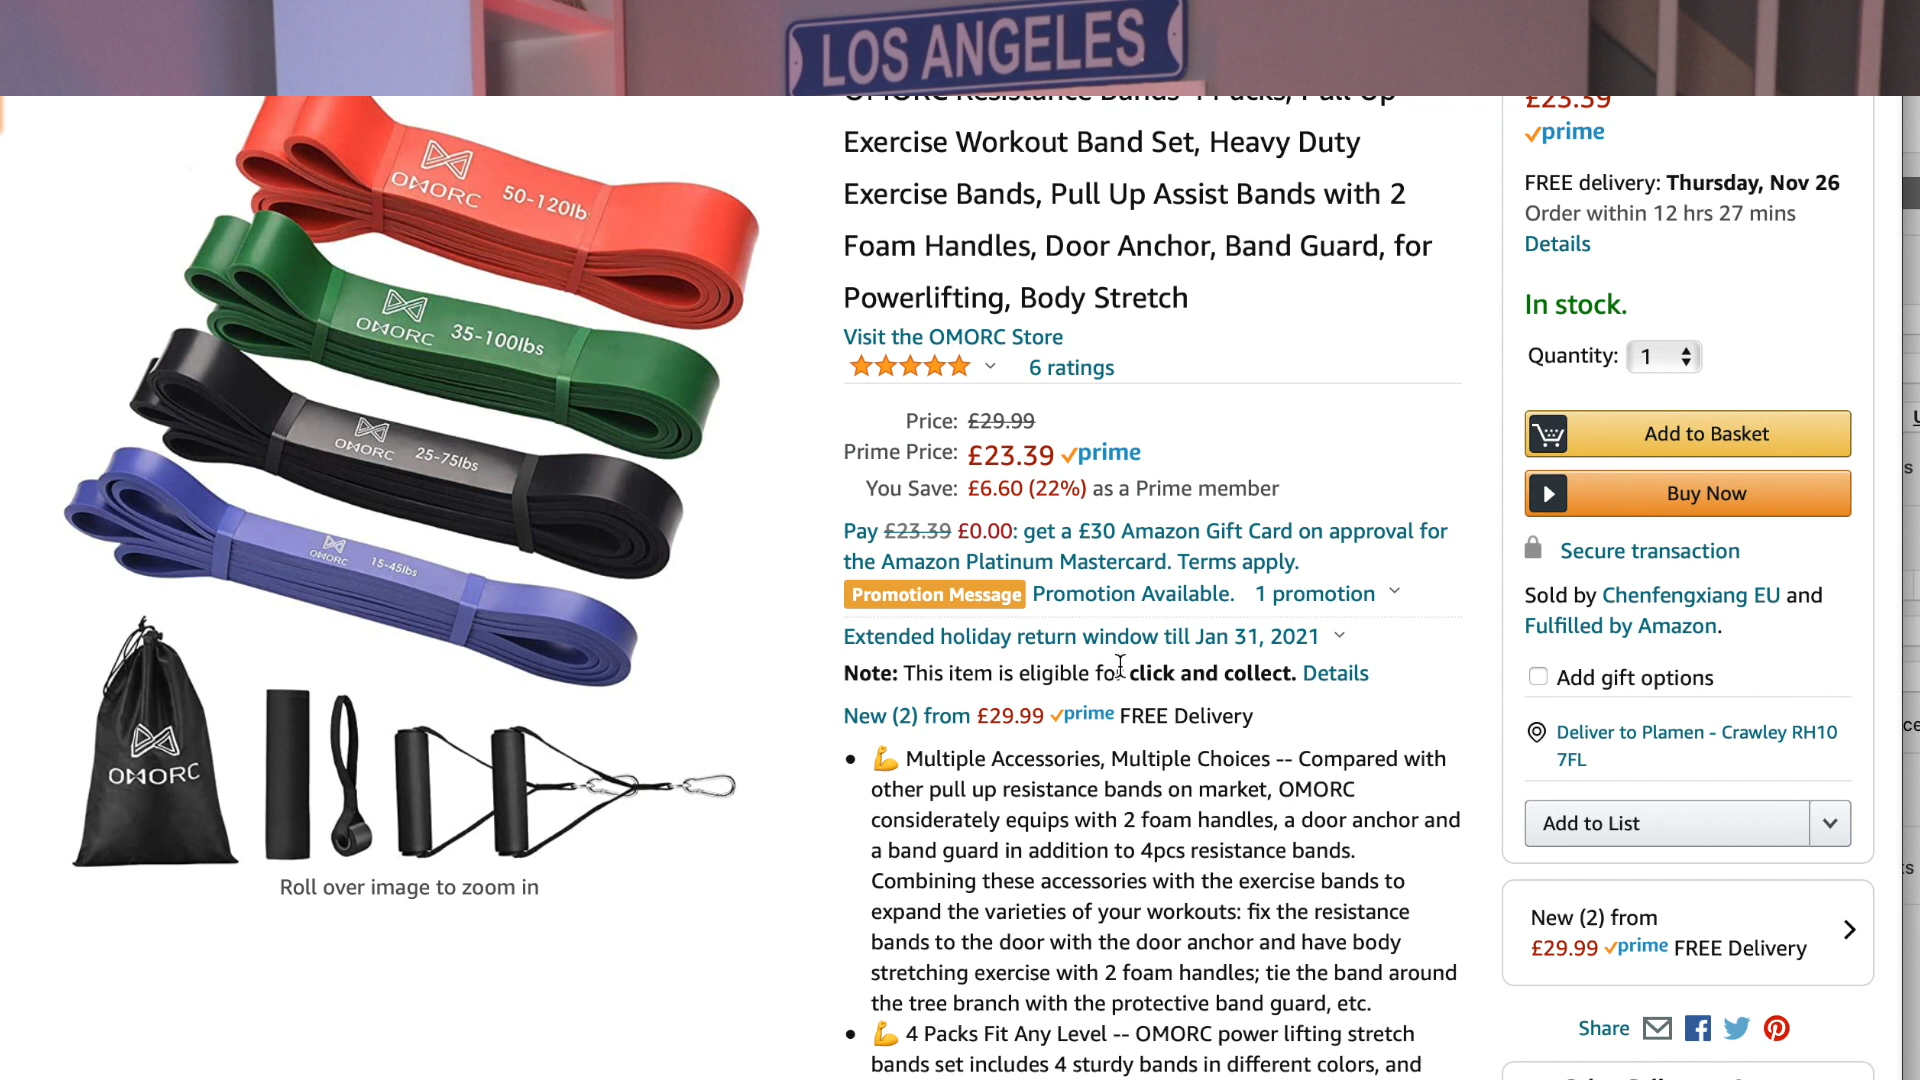 LOS ANGELES
OMORC Resistance Bands 4 Packs, Pull Up
Exercise Workout Band Set, Heavy Duty
Exercise Bands, Pull Up Assist Bands with 2
Foam Handles, Door Anchor, Band Guard, for
Powerlifting, Body Stretch
Visit the OMORC Store
6 ratings
Price: £29.99
Prime Price: £23.39 prime
You Save: £6.60 (22%) as a Prime member
Pay £23.39 £0.00: get a £30 Amazon Gift Card on approval for
the Amazon Platinum Mastercard. Terms apply.
Promotion Message Promotion Available. 1 promotion
Extended holiday return window till Jan 31, 2021
Note: This item is eligible for click and collect. Details
New (2) from £29.99 prime FREE Delivery
• 💪 Multiple Accessories, Multiple Choices -- Compared with
other pull up resistance bands on market, OMORC
considerately equips with 2 foam handles, a door anchor and
a band guard in addition to 4pcs resistance bands.
Combining these accessories with the exercise bands to
expand the varieties of your workouts: fix the resistance
bands to the door with the door anchor and have body
stretching exercise with 2 foam handles; tie the band around
the tree branch with the protective band guard, etc.
• 💪 4 Packs Fit Any Level -- OMORC power lifting stretch
bands set includes 4 sturdy bands in different colors, and
OMORC 50-120lb
OMORC 35-100lbs
OMORC 25-75lbs
OMORC 15-45lbs
OMORC
Roll over image to zoom in
£23.39
prime
FREE delivery: Thursday, Nov 26
Order within 12 hrs 27 mins
Details
In stock.
Quantity: 1
Add to Basket
Buy Now
Secure transaction
Sold by Chenfengxiang EU and
Fulfilled by Amazon.
Add gift options
Deliver to Plamen - Crawley RH10
7FL
Add to List
New (2) from
£29.99 prime FREE Delivery
Share